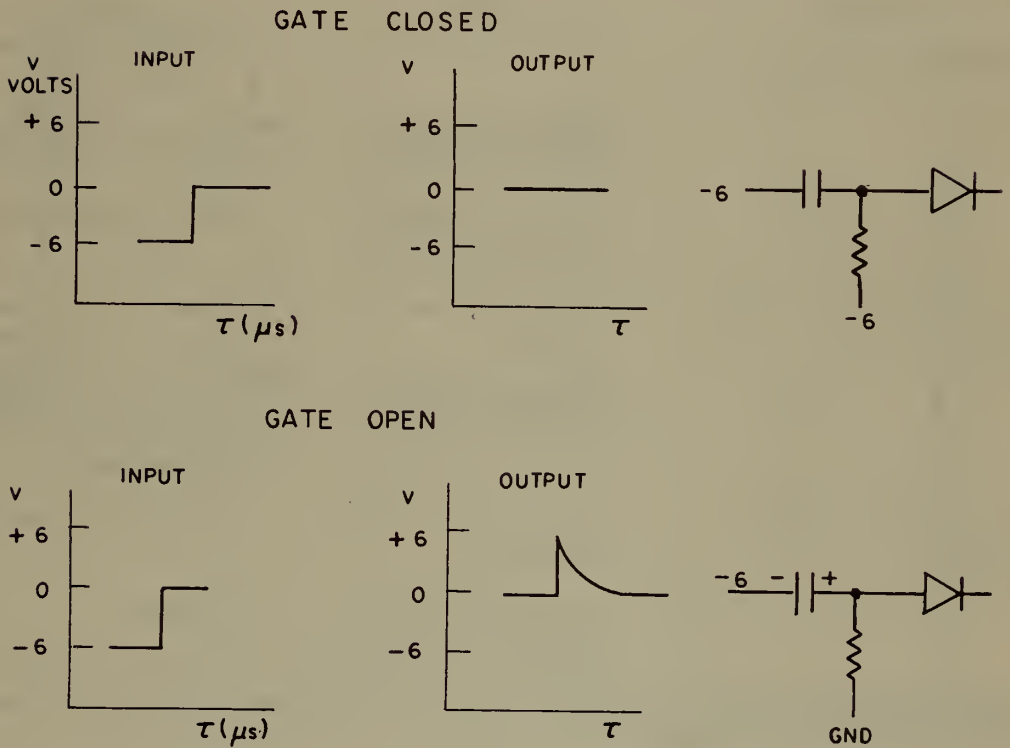 GATE CLOSED
V
VOLTS
INPUT
+ 6
0
-6
τ (μs)
V
OUTPUT
+ 6
0
-6
τ
-6
-6
GATE OPEN
V
INPUT
+ 6
0
-6
τ (μs)
V
OUTPUT
+ 6
0
-6
τ
-6 - +
GND